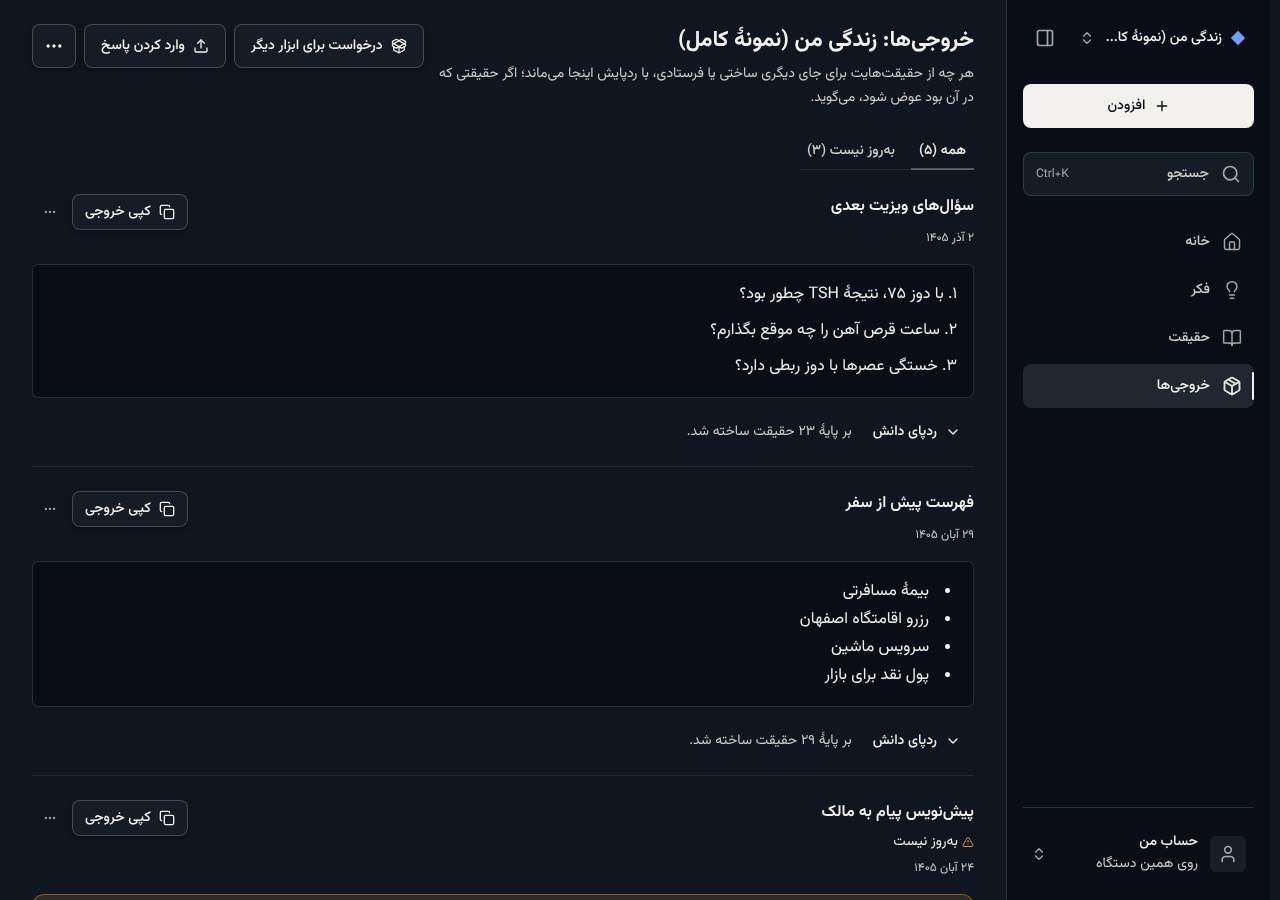 زندگی من (نمونهٔ کا...
افزودن
جستجو
Ctrl+K
خانه
فکر
حقیقت
خروجی‌ها
حساب من
روی همین دستگاه
خروجی‌ها: زندگی من (نمونهٔ کامل)
هر چه از حقیقت‌هایت برای جای دیگری ساختی یا فرستادی، با ردپایش اینجا می‌ماند؛ اگر حقیقتی که
در آن بود عوض شود، می‌گوید.
درخواست برای ابزار دیگر
وارد کردن پاسخ
همه (۵)
به‌روز نیست (۳)
سؤال‌های ویزیت بعدی
۲ آذر ۱۴۰۵
کپی خروجی
۱. با دوز ۷۵، نتیجهٔ TSH چطور بود؟
۲. ساعت قرص آهن را چه موقع بگذارم؟
۳. خستگی عصرها با دوز ربطی دارد؟
ردپای دانش بر پایهٔ ۲۳ حقیقت ساخته شد.
فهرست پیش از سفر
۲۹ آبان ۱۴۰۵
کپی خروجی
• بیمهٔ مسافرتی
• رزرو اقامتگاه اصفهان
• سرویس ماشین
• پول نقد برای بازار
ردپای دانش بر پایهٔ ۲۹ حقیقت ساخته شد.
پیش‌نویس پیام به مالک
به‌روز نیست
۲۴ آبان ۱۴۰۵
کپی خروجی